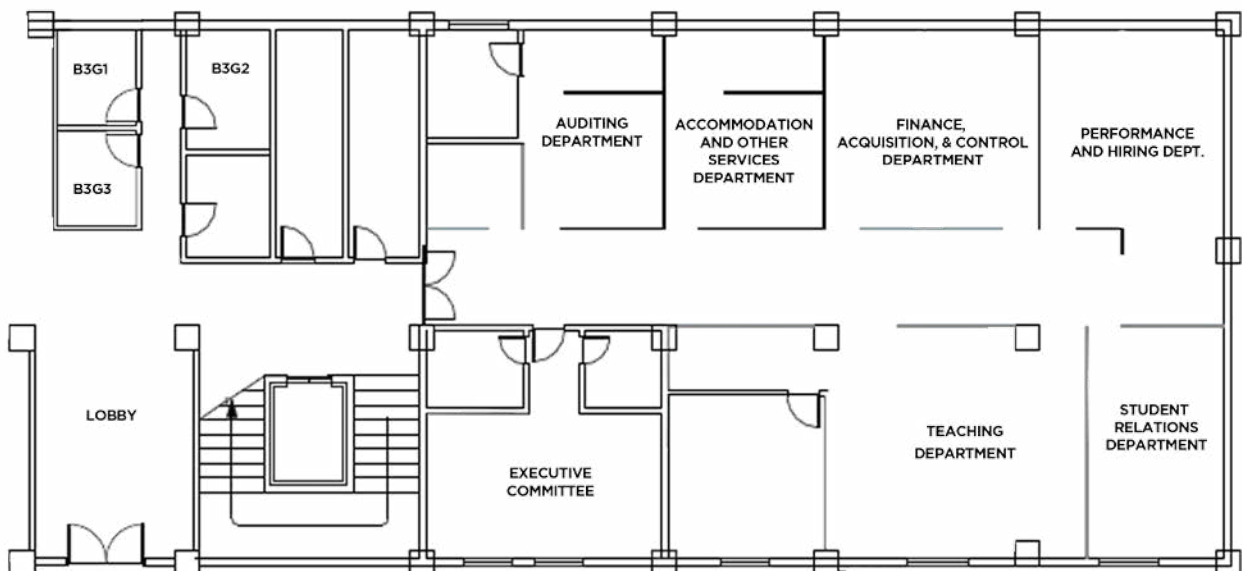 B3G1
B3G2
B3G3
AUDITING
DEPARTMENT
ACCOMMODATION
AND OTHER
SERVICES
DEPARTMENT
FINANCE,
ACQUISITION, & CONTROL
DEPARTMENT
PERFORMANCE
AND HIRING DEPT.
LOBBY
EXECUTIVE
COMMITTEE
TEACHING
DEPARTMENT
STUDENT
RELATIONS
DEPARTMENT